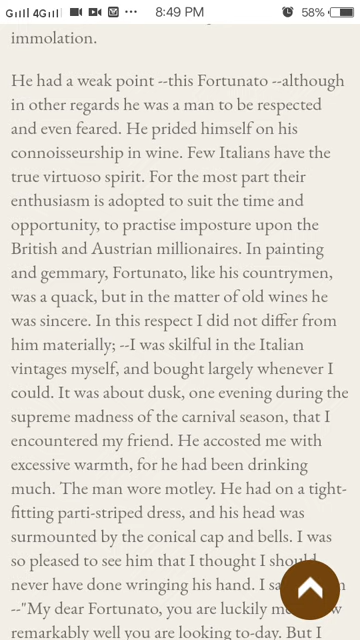 8:49 PM
58%
immolation.
He had a weak point --this Fortunato --although
in other regards he was a man to be respected
and even feared. He prided himself on his
connoisseurship in wine. Few Italians have the
true virtuoso spirit. For the most part their
enthusiasm is adopted to suit the time and
opportunity, to practise imposture upon the
British and Austrian millionaires. In painting
and gemmary, Fortunato, like his countrymen,
was a quack, but in the matter of old wines he
was sincere. In this respect I did not differ from
him materially; --I was skilful in the Italian
vintages myself, and bought largely whenever I
could. It was about dusk, one evening during the
supreme madness of the carnival season, that I
encountered my friend. He accosted me with
excessive warmth, for he had been drinking
much. The man wore motley. He had on a tight-
fitting parti-striped dress, and his head was
surmounted by the conical cap and bells. I was
so pleased to see him that I thought I should
never have done wringing his hand. I
--"My dear Fortunato, you are luckily
remarkably well you are looking to-day. But I